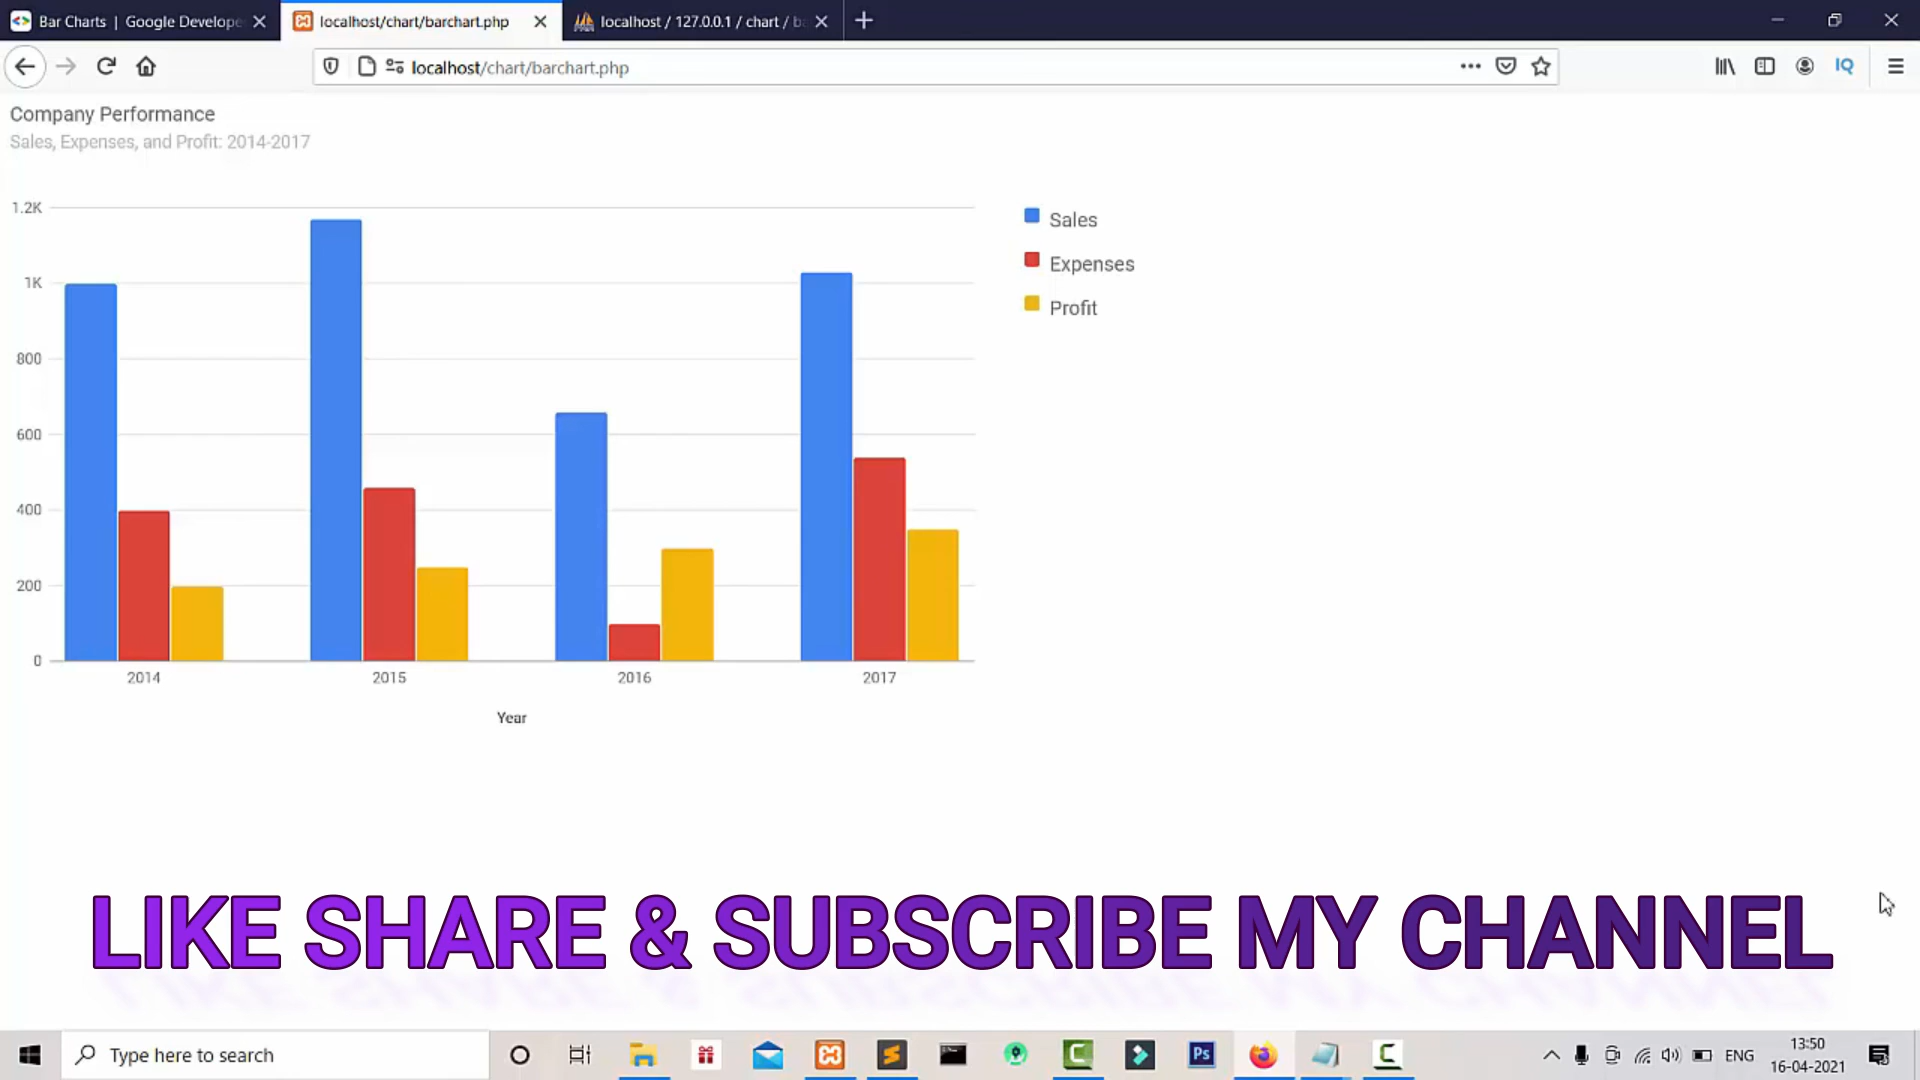 Bar Charts | Google Develope
localhost/chart/barchart.php
localhost / 127.0.0.1 / chart / b
localhost/chart/barchart.php
IQ
Company Performance
Sales, Expenses, and Profit: 2014-2017
1.2K
1K
800
600
400
200
0
2014
2015
2016
2017
Year
Sales
Expenses
Profit
LIKE SHARE & SUBSCRIBE MY CHANNEL
Type here to search
Ps
ENG
13:50
16-04-2021